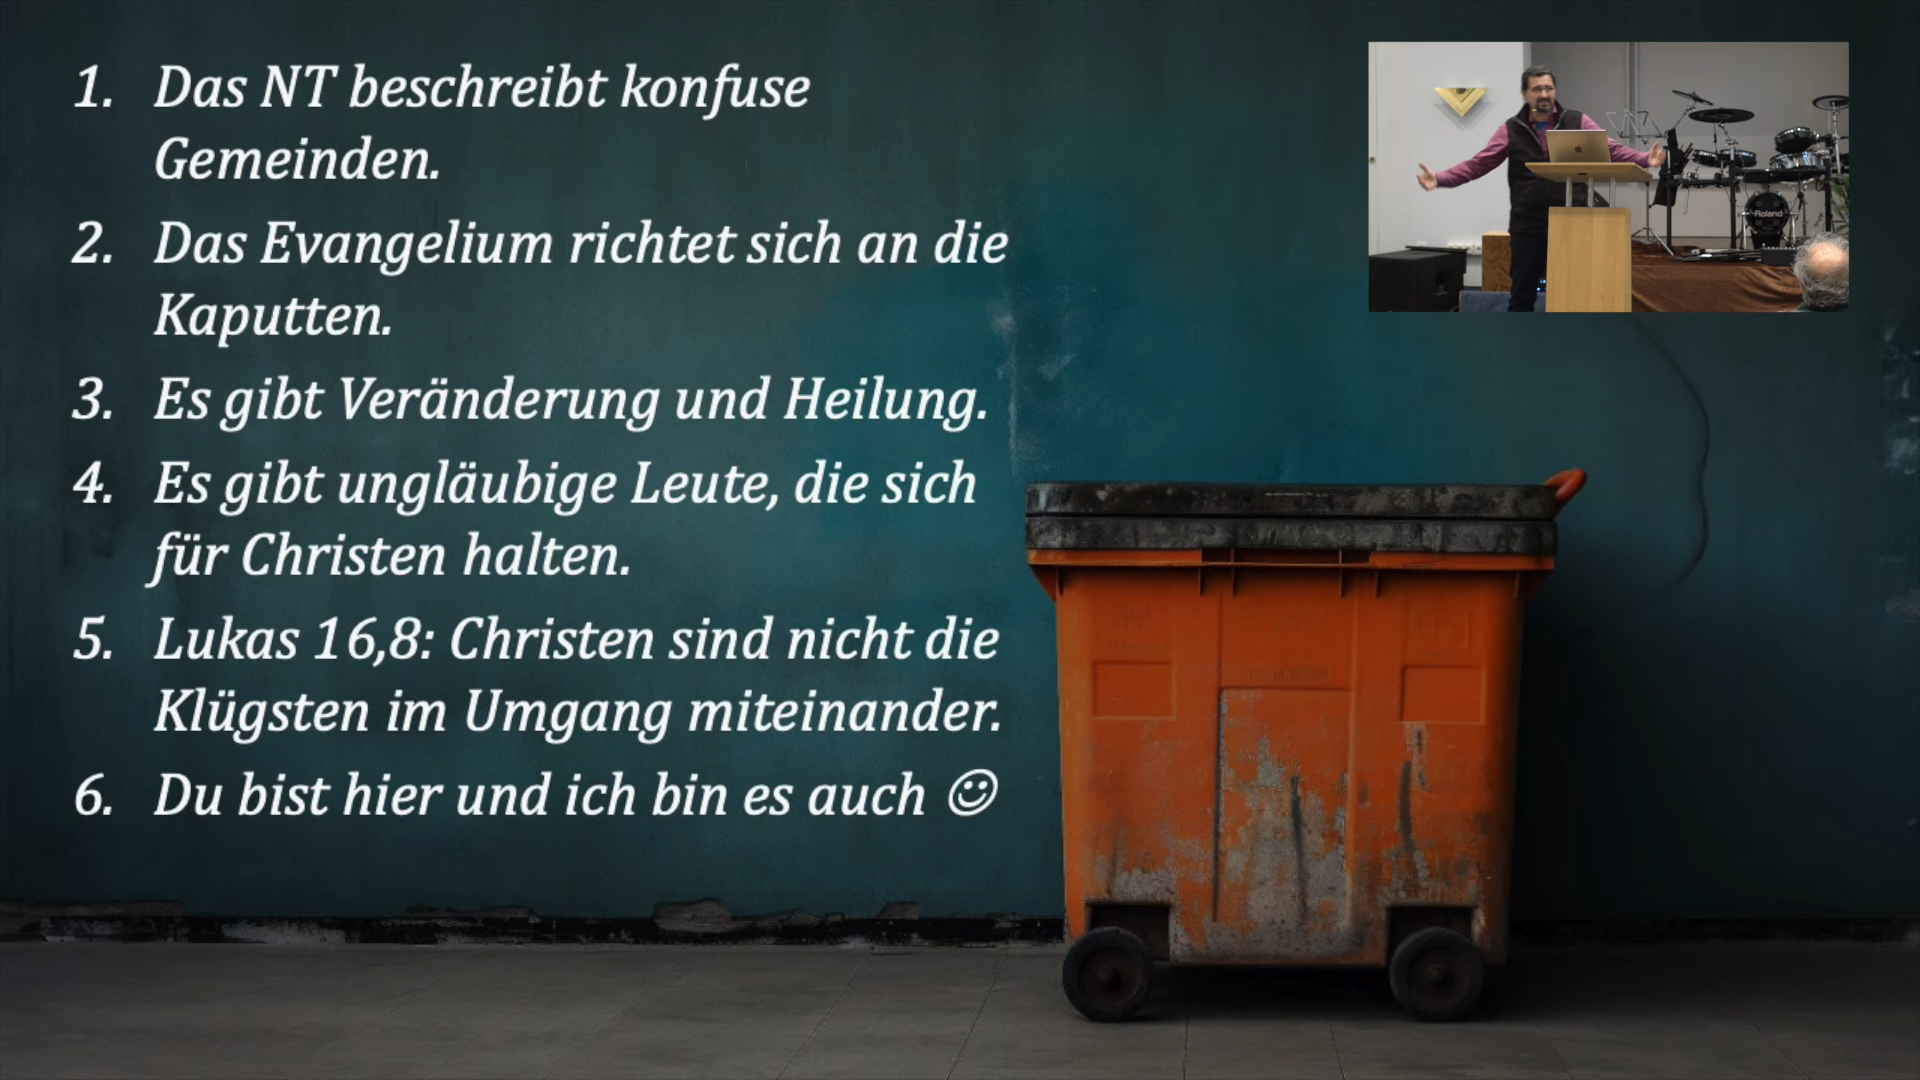 1. Das NT beschreibt konfuse
Gemeinden.
2. Das Evangelium richtet sich an die
Kaputten.
3. Es gibt Veränderung und Heilung.
4. Es gibt ungläubige Leute, die sich
für Christen halten.
5. Lukas 16,8: Christen sind nicht die
Klügsten im Umgang miteinander.
6. Du bist hier und ich bin es auch ☺
Roland